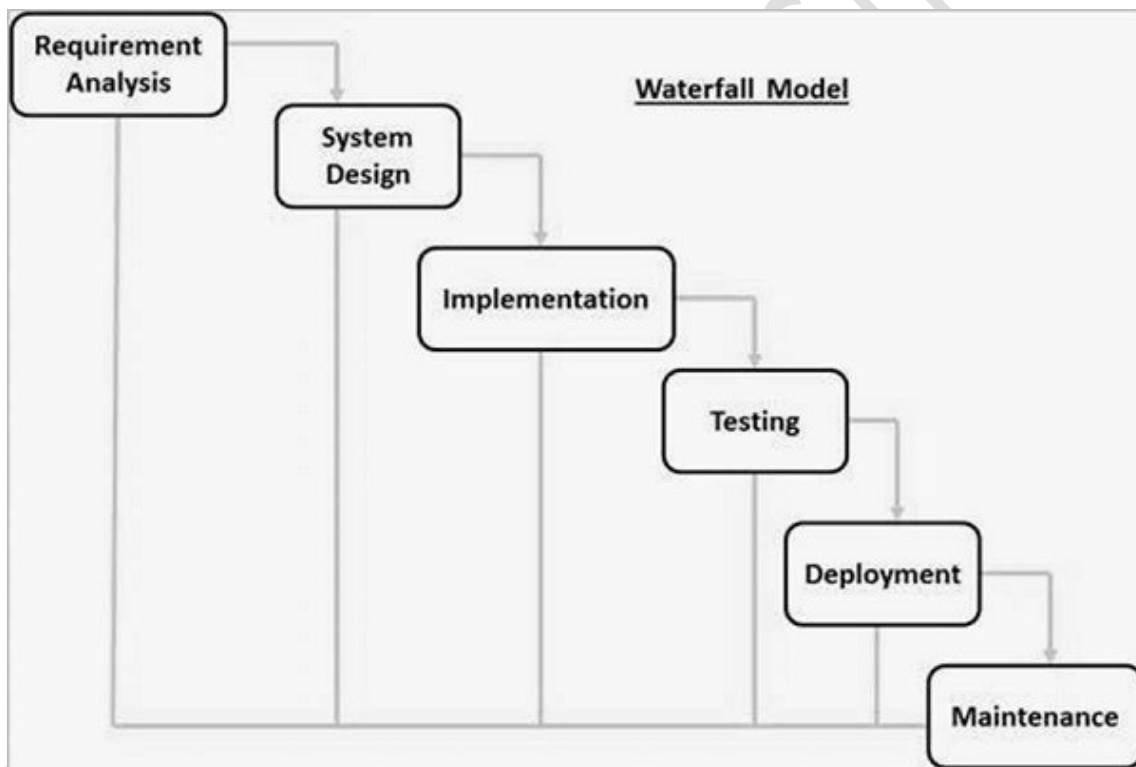 Requirement
Analysis
Waterfall Model
System
Design
Implementation
Testing
Deployment
Maintenance